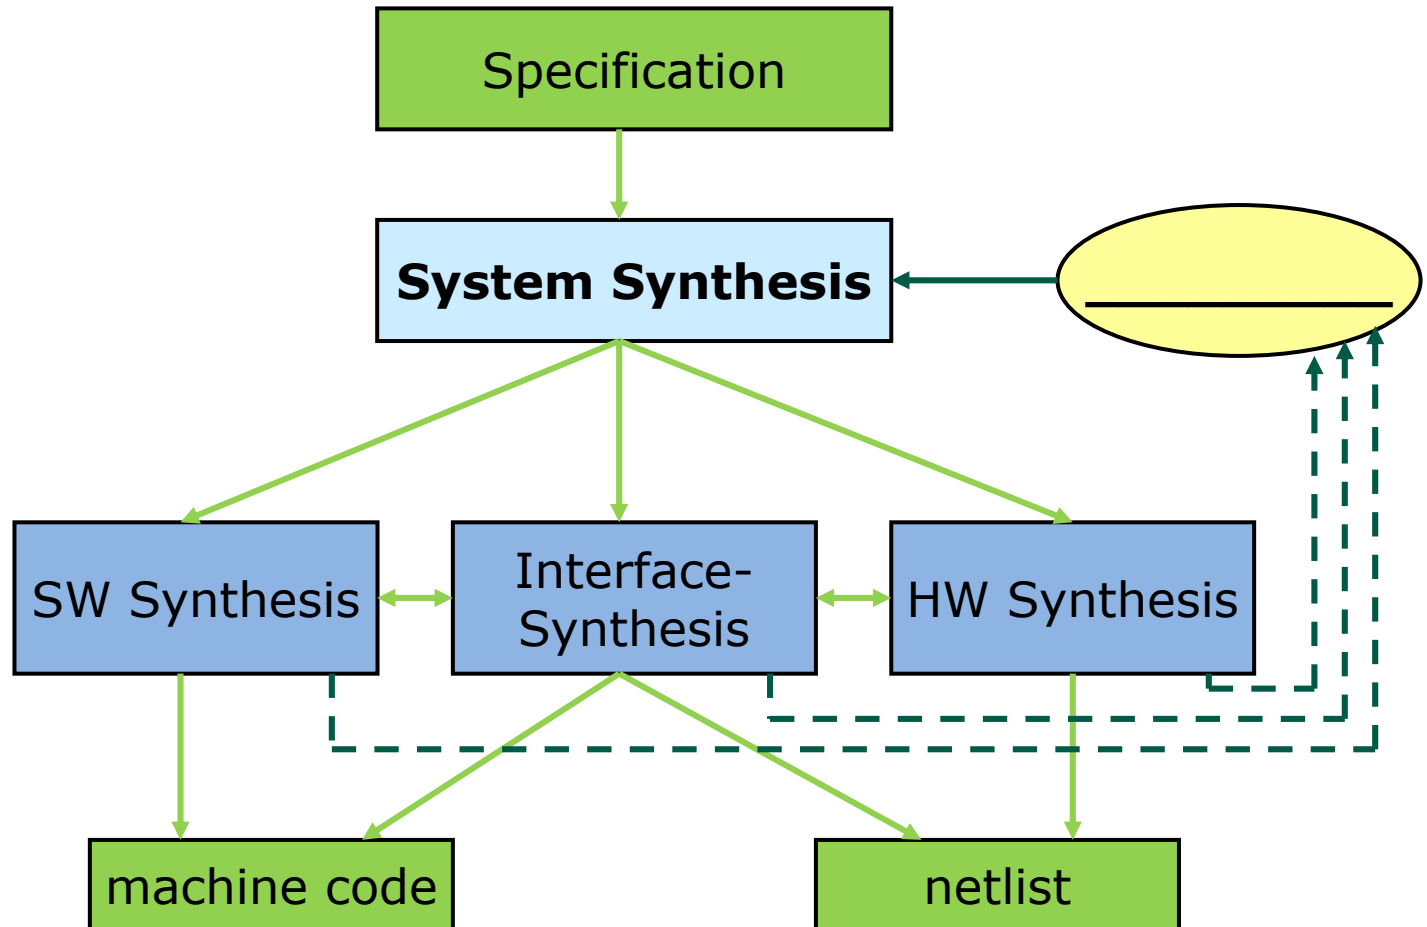 Specification
System Synthesis
SW Synthesis
Interface-
Synthesis
HW Synthesis
machine code
netlist